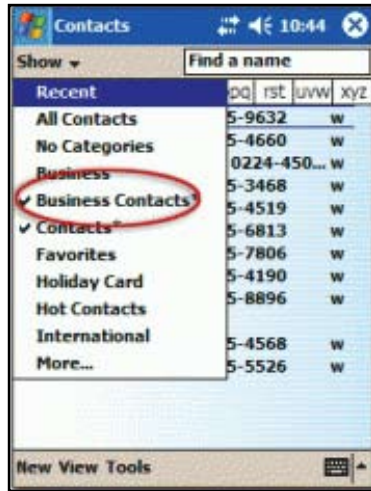 Contacts 10:44
Show Find a name
Recent pq rst uvw xyz
All Contacts 5-9632 w
No Categories 5-4660 w
Business 0224-450... w
Business Contacts* 5-3468 w
5-4519 w
Contacts* 5-6813 w
Favorites 5-7806 w
Holiday Card 5-4190 w
Hot Contacts 5-8896 w
International 5-4568 w
More... 5-5526 w
New View Tools